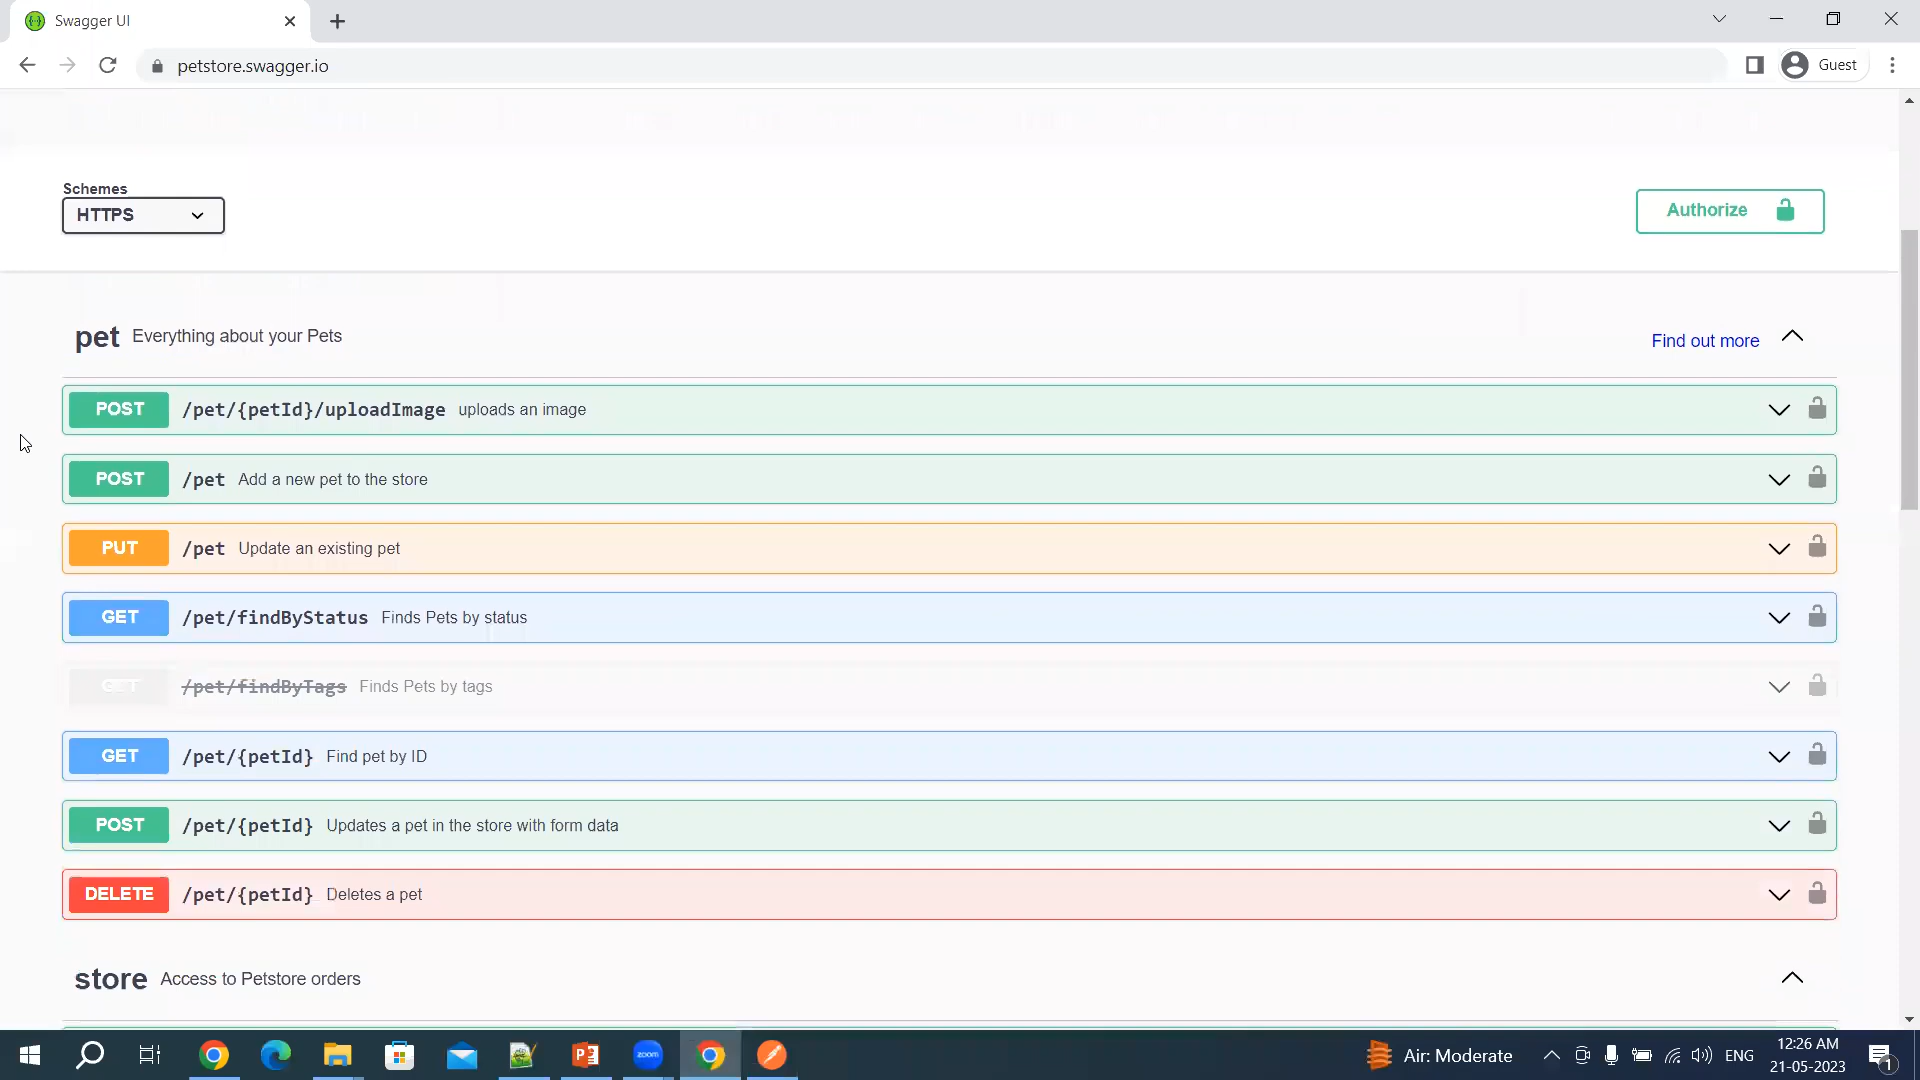 Swagger UI
petstore.swagger.io
Guest
Schemes
HTTPS
Authorize
pet Everything about your Pets
Find out more
POST /pet/{petId}/uploadImage uploads an image
POST /pet Add a new pet to the store
PUT /pet Update an existing pet
GET /pet/findByStatus Finds Pets by status
GET /pet/findByTags Finds Pets by tags
GET /pet/{petId} Find pet by ID
POST /pet/{petId} Updates a pet in the store with form data
DELETE /pet/{petId} Deletes a pet
store Access to Petstore orders
zoom
Air: Moderate
ENG
12:26 AM
21-05-2023
1